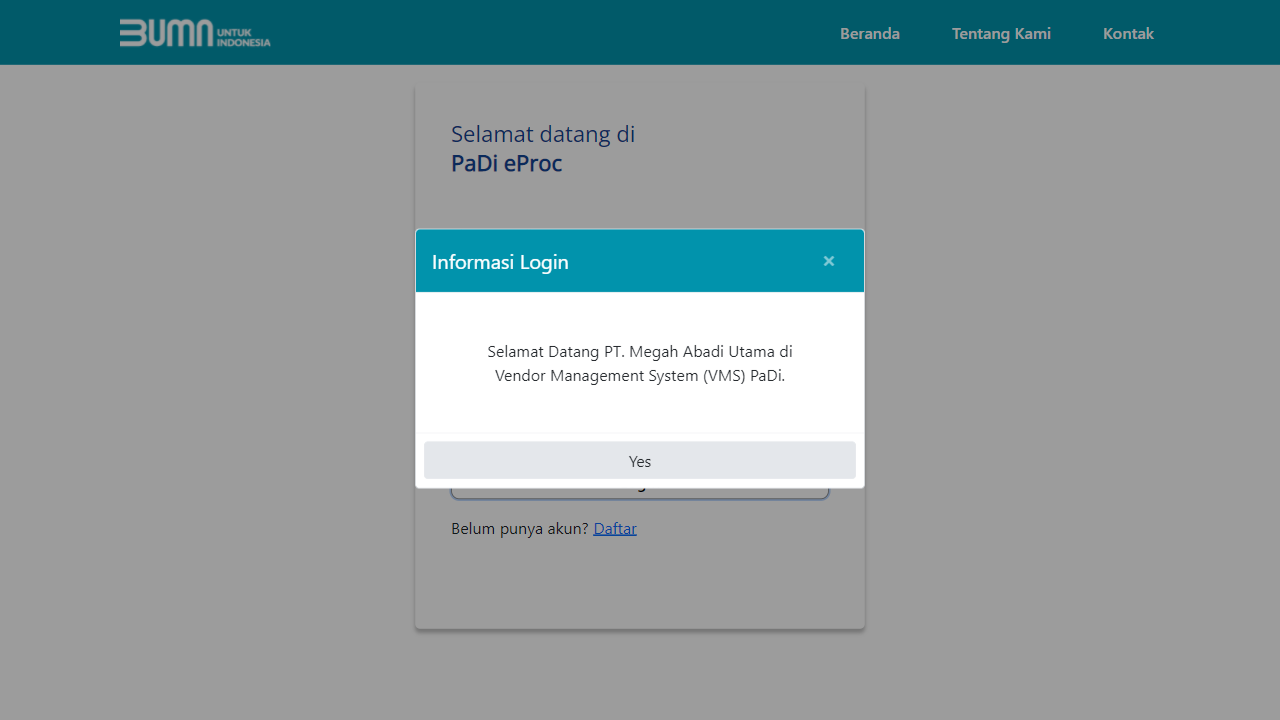 BUMN UNTUK INDONESIA
Beranda
Tentang Kami
Kontak
Selamat datang di
PaDi eProc
Informasi Login
×
Selamat Datang PT. Megah Abadi Utama di
Vendor Management System (VMS) PaDi.
Yes
Belum punya akun? Daftar